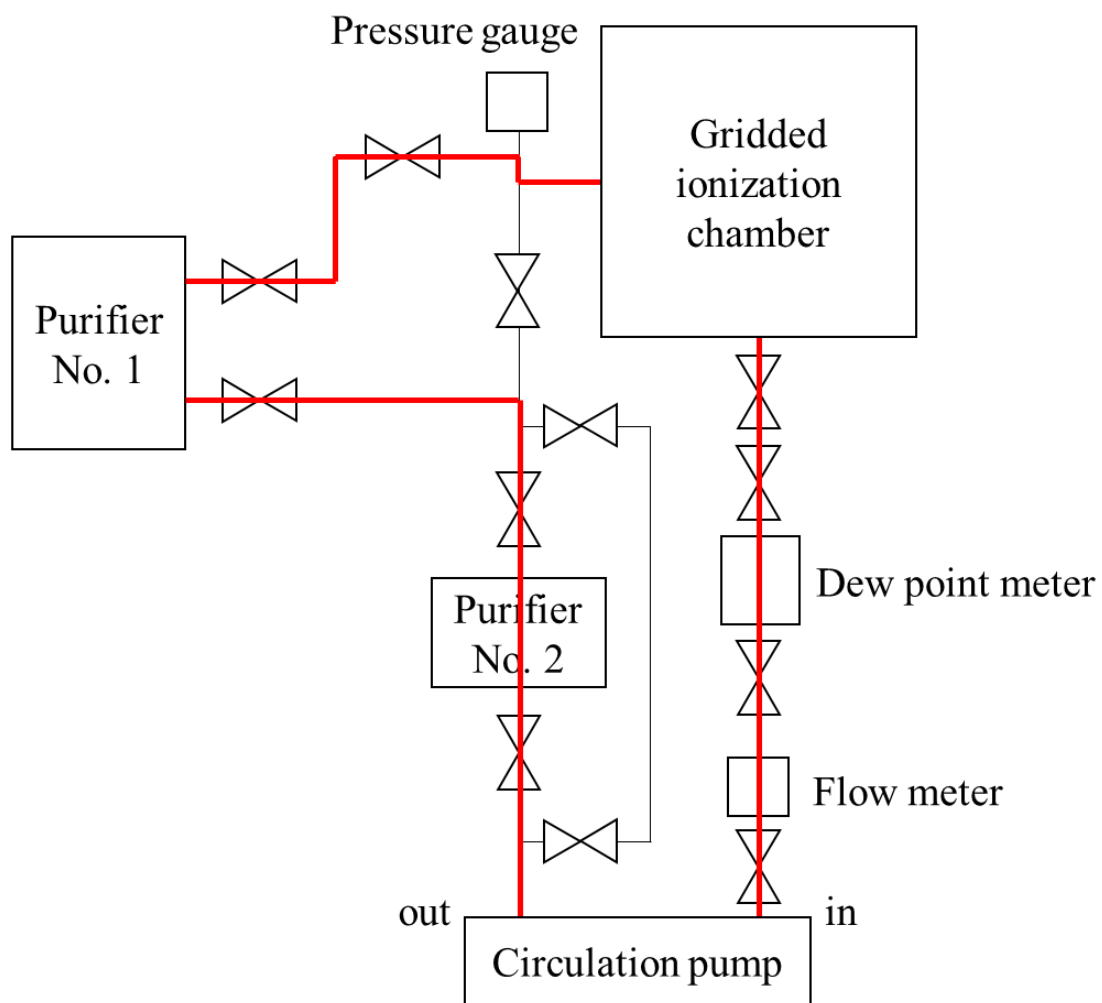 Pressure gauge
Gridded
ionization
chamber
Purifier
No. 1
Purifier
No. 2
Dew point meter
Flow meter
out
in
Circulation pump